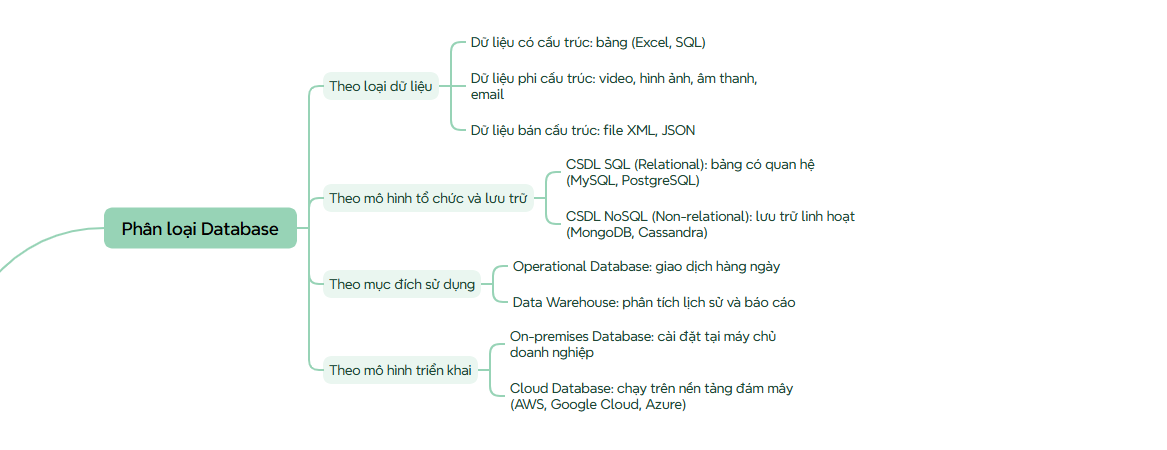 Dữ liệu có cấu trúc: bảng (Excel, SQL)
Theo loại dữ liệu
Dữ liệu phi cấu trúc: video, hình ảnh, âm thanh,
email
Dữ liệu bán cấu trúc: file XML, JSON
CSDL SQL (Relational): bảng có quan hệ
(MySQL, PostgreSQL)
Theo mô hình tổ chức và lưu trữ
CSDL NoSQL (Non-relational): lưu trữ linh hoạt
(MongoDB, Cassandra)
Phân loại Database
Operational Database: giao dịch hàng ngày
Theo mục đích sử dụng
Data Warehouse: phân tích lịch sử và báo cáo
On-premises Database: cài đặt tại máy chủ
doanh nghiệp
Theo mô hình triển khai
Cloud Database: chạy trên nền tảng đám mây
(AWS, Google Cloud, Azure)